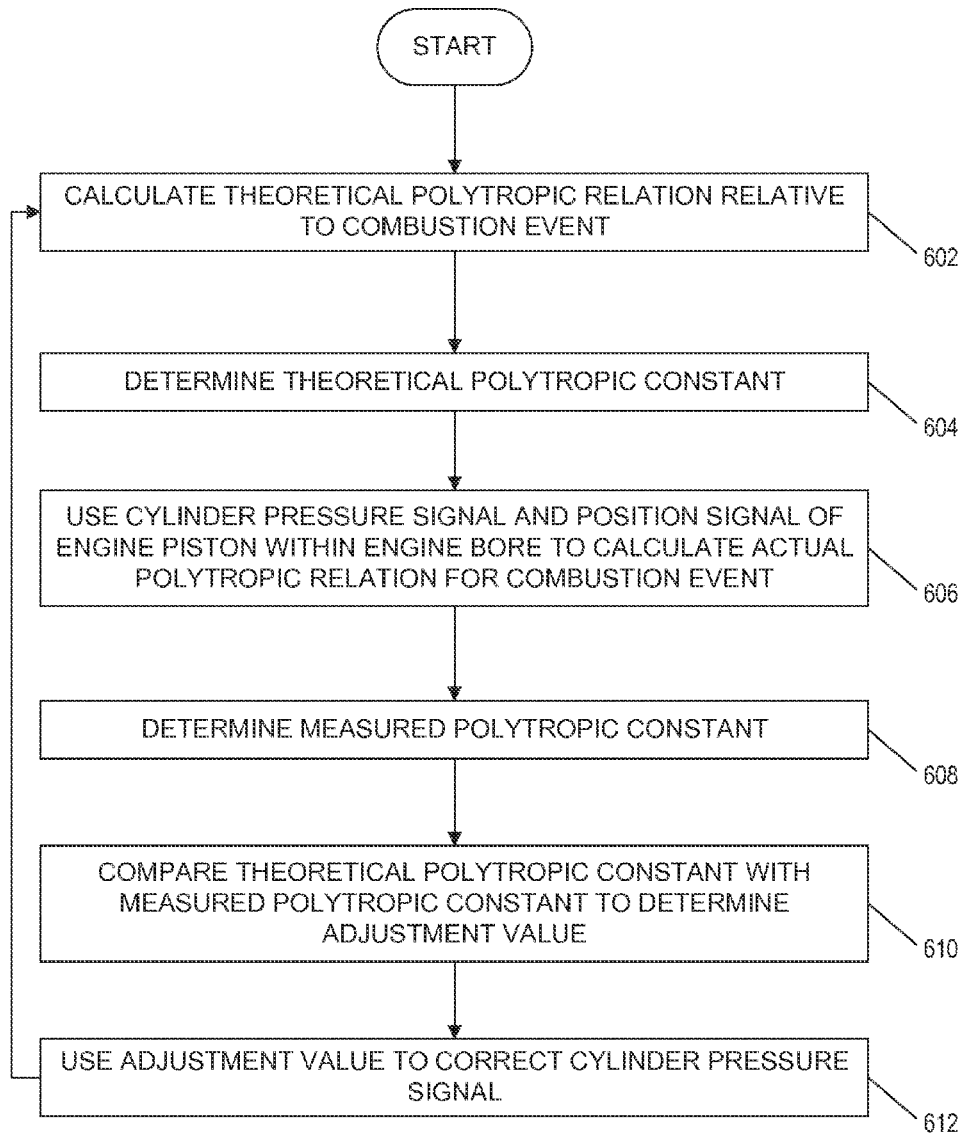 START
CALCULATE THEORETICAL POLYTROPIC RELATION RELATIVE
TO COMBUSTION EVENT
602
DETERMINE THEORETICAL POLYTROPIC CONSTANT
604
USE CYLINDER PRESSURE SIGNAL AND POSITION SIGNAL OF
ENGINE PISTON WITHIN ENGINE BORE TO CALCULATE ACTUAL
POLYTROPIC RELATION FOR COMBUSTION EVENT
606
DETERMINE MEASURED POLYTROPIC CONSTANT
608
COMPARE THEORETICAL POLYTROPIC CONSTANT WITH
MEASURED POLYTROPIC CONSTANT TO DETERMINE
ADJUSTMENT VALUE
610
USE ADJUSTMENT VALUE TO CORRECT CYLINDER PRESSURE
SIGNAL
612